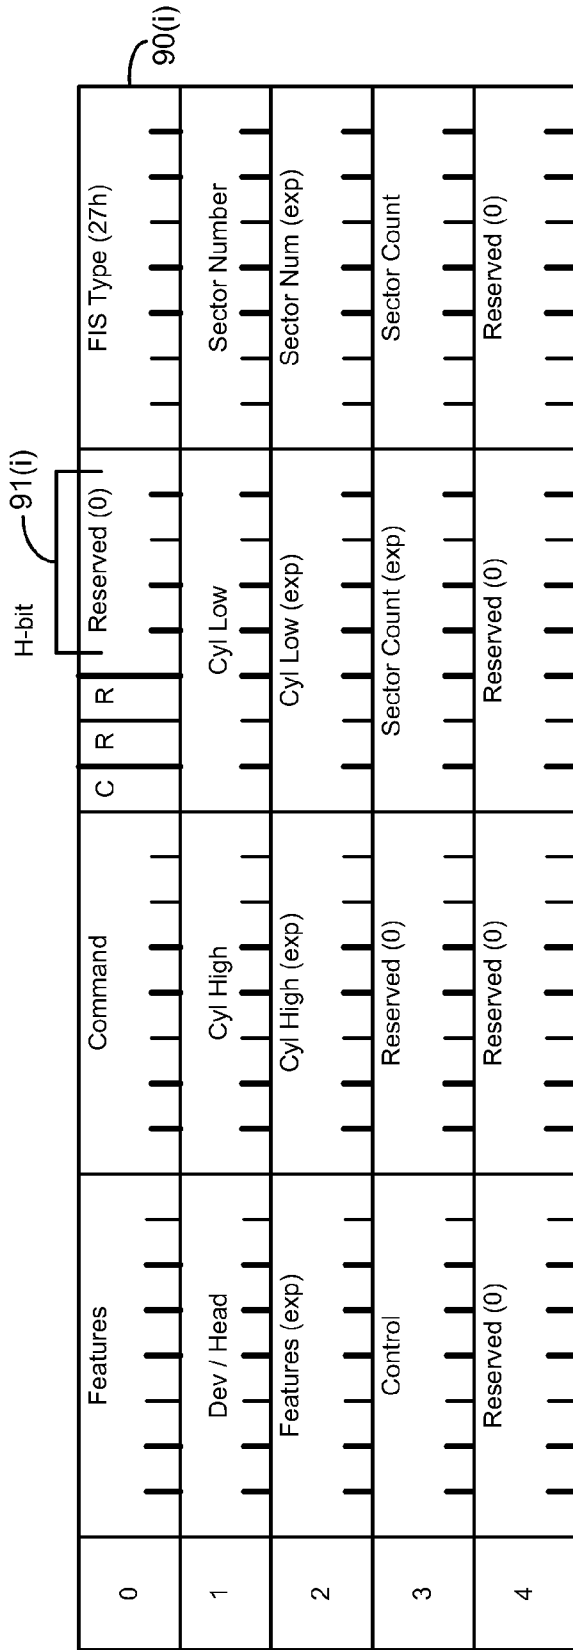 90(i)
91(i)
H-bit
0 Features Command C R R Reserved (0) FIS Type (27h)
1 Dev / Head Cyl High Cyl Low Sector Number
2 Features (exp) Cyl High (exp) Cyl Low (exp) Sector Num (exp)
3 Control Reserved (0) Sector Count (exp) Sector Count
4 Reserved (0) Reserved (0) Reserved (0) Reserved (0)